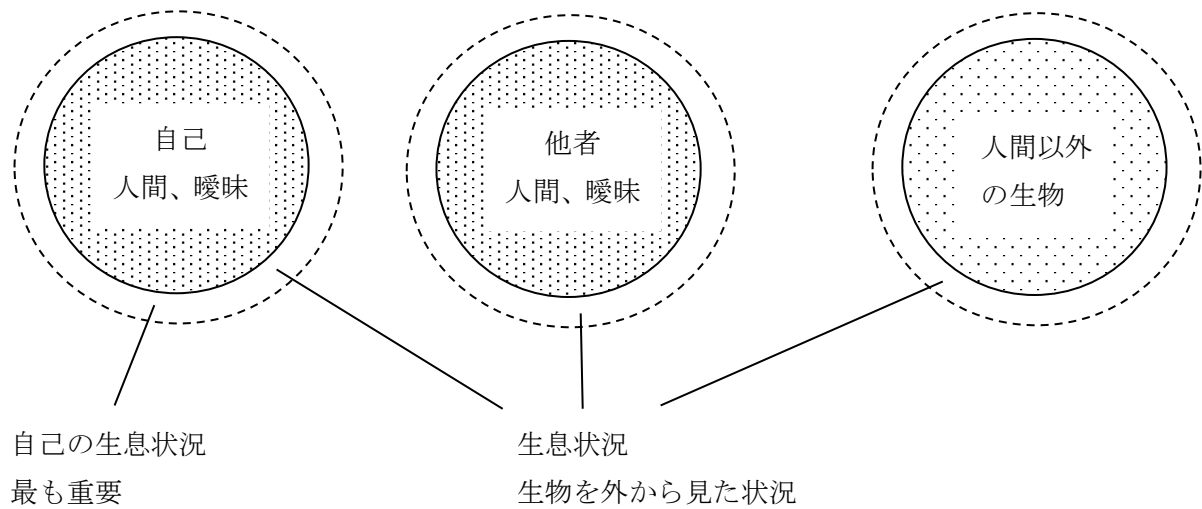 自己
人間、曖昧
他者
人間、曖昧
人間以外
の生物
自己の生息状況
最も重要
生息状況
生物を外から見た状況